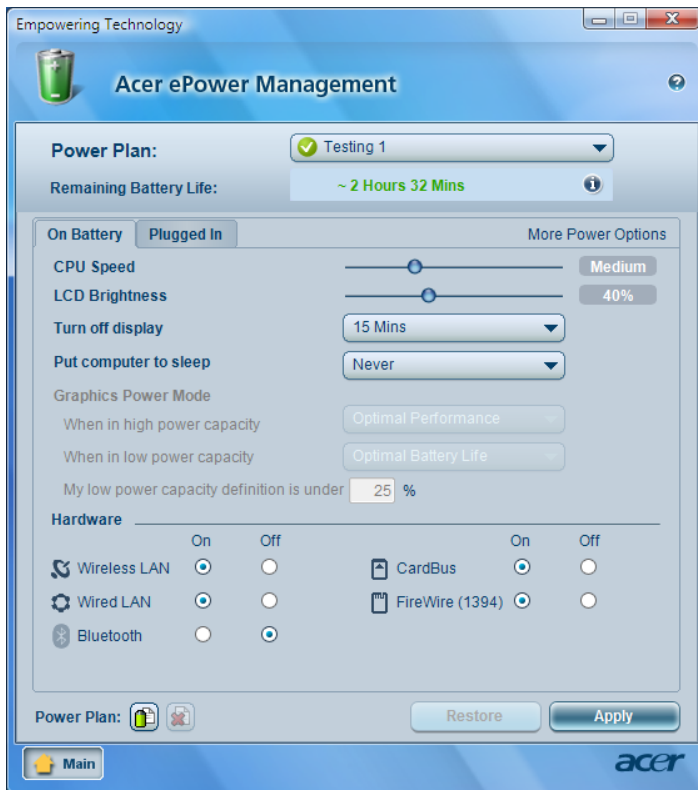 Empowering Technology
Acer ePower Management
Power Plan: Testing 1
Remaining Battery Life: ~ 2 Hours 32 Mins
On Battery Plugged In More Power Options
CPU Speed Medium
LCD Brightness 40%
Turn off display 15 Mins
Put computer to sleep Never
Graphics Power Mode
When in high power capacity Optimal Performance
When in low power capacity Optimal Battery Life
My low power capacity definition is under 25 %
Hardware
On Off On Off
Wireless LAN CardBus
Wired LAN FireWire (1394)
Bluetooth
Power Plan: Restore Apply
Main acer